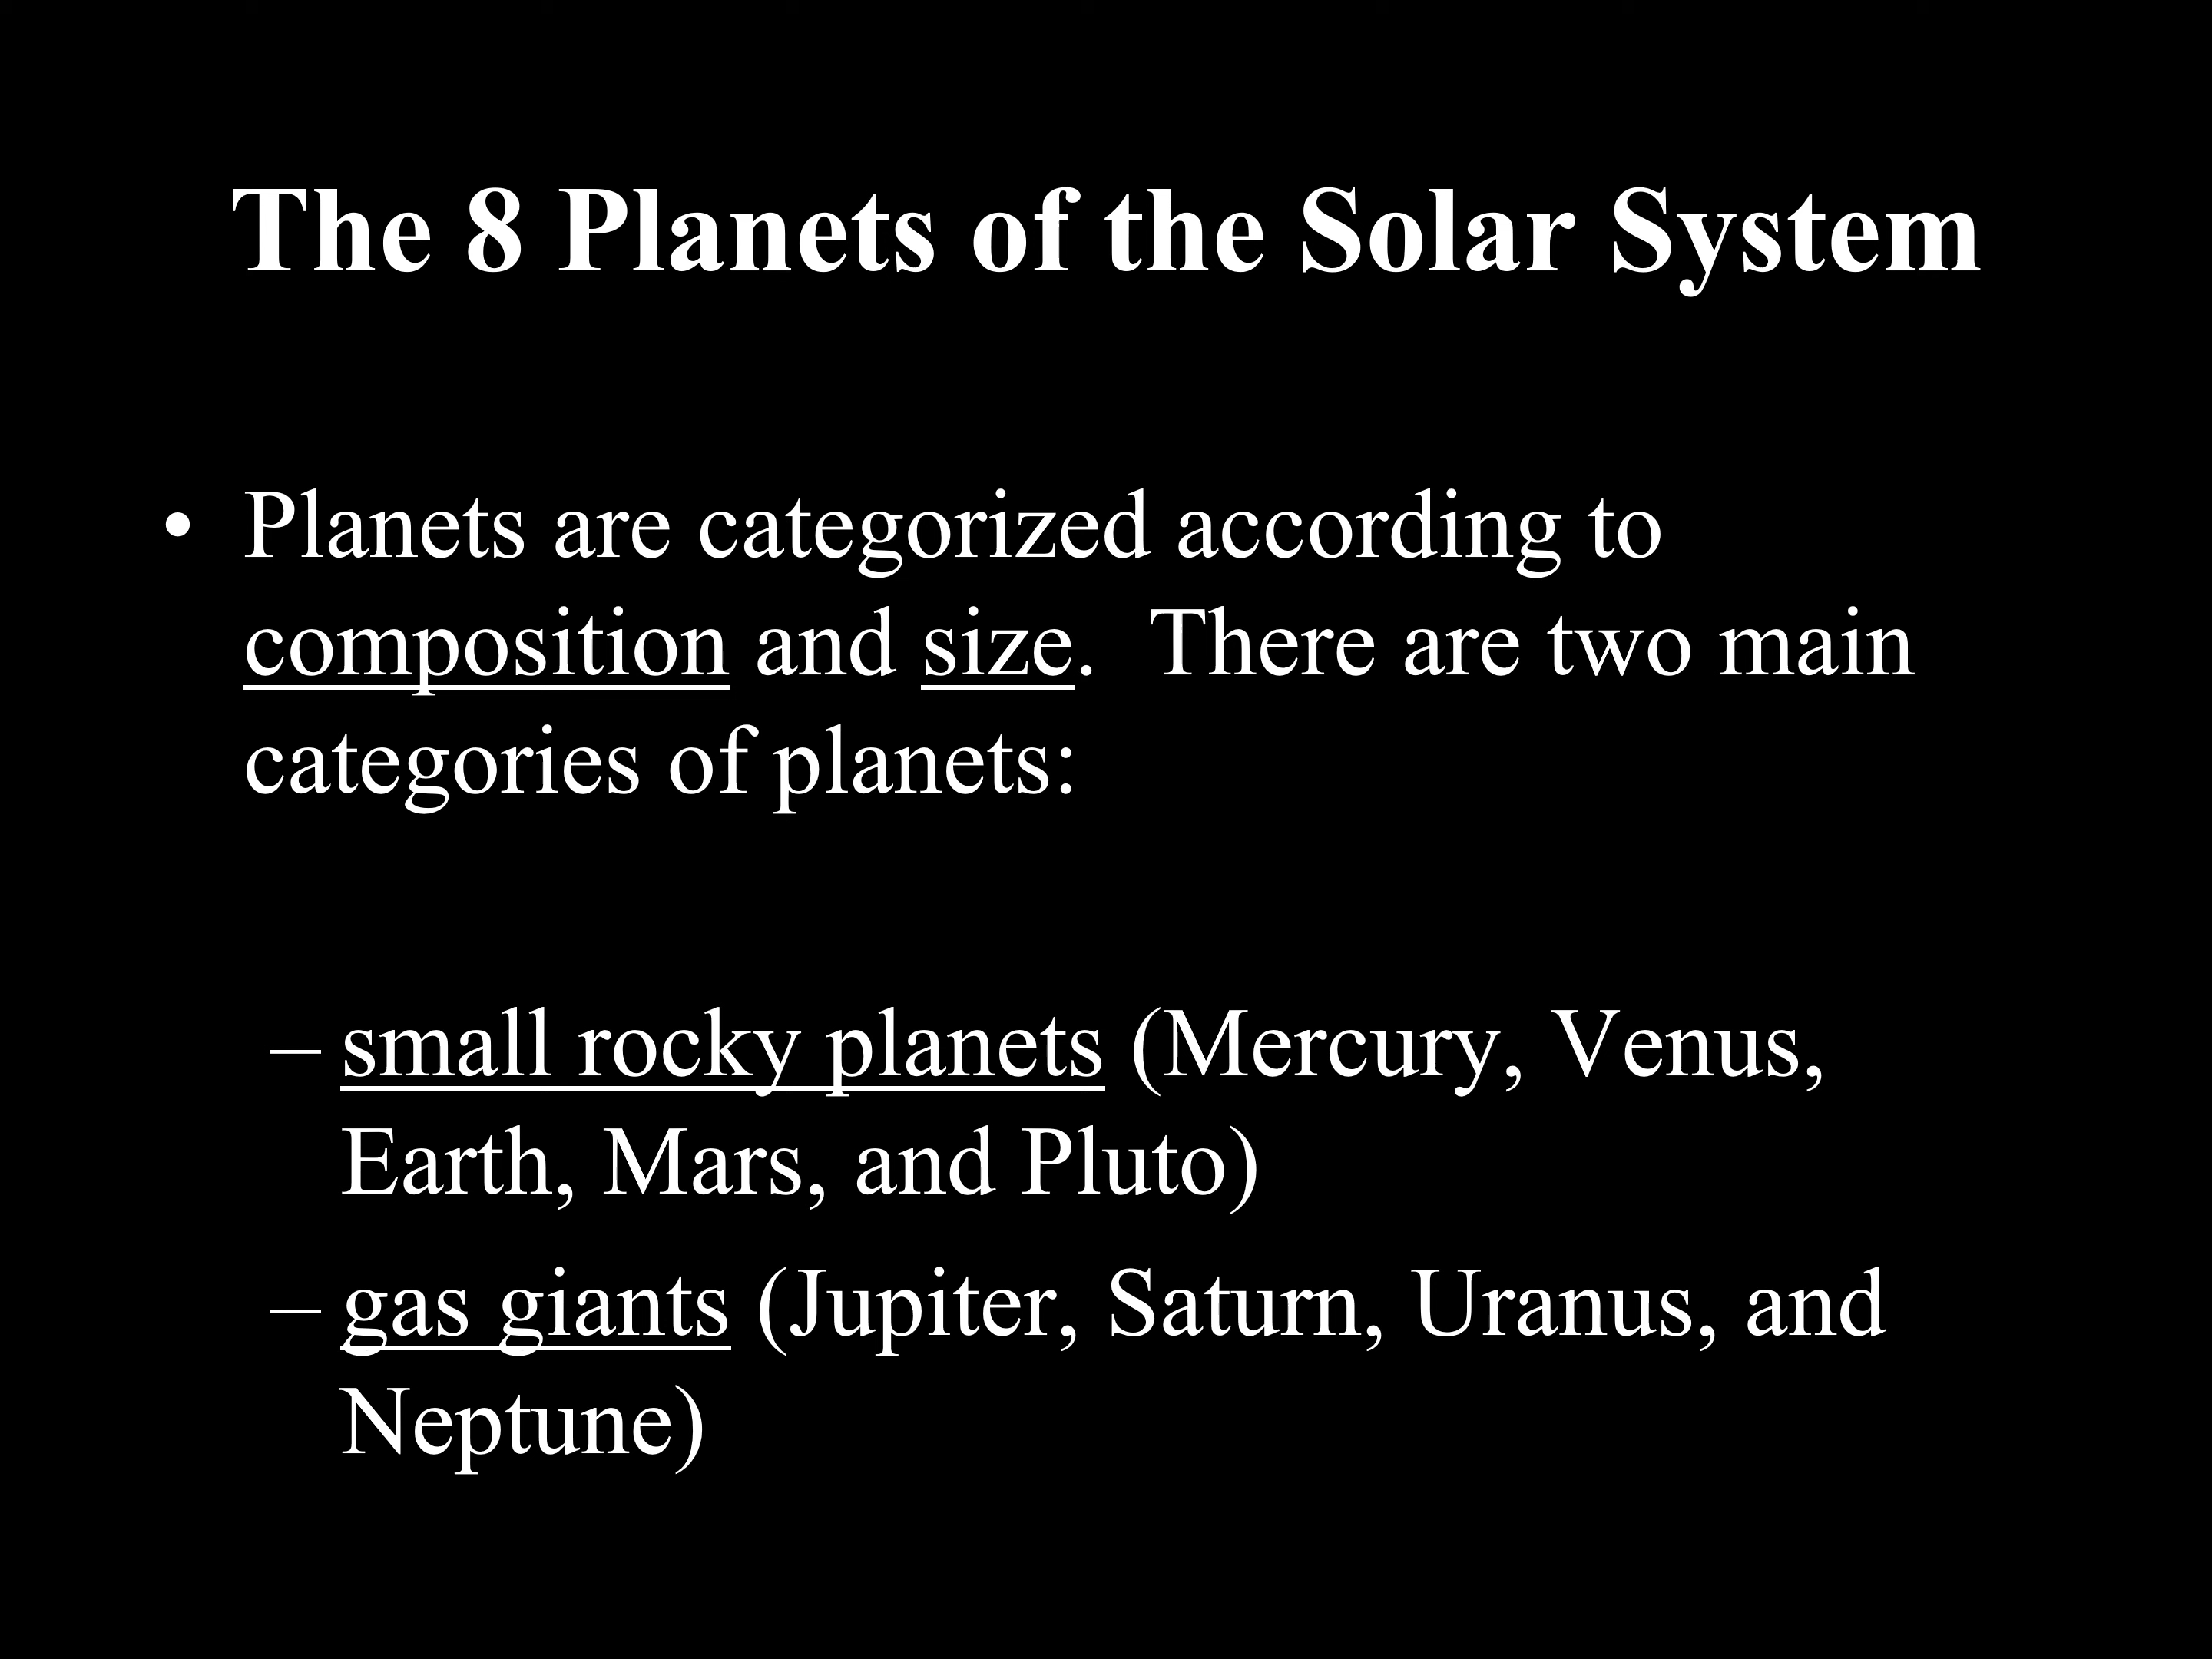 The 8 Planets of the Solar System
• Planets are categorized according to
composition and size.  There are two main
categories of planets:
– small rocky planets (Mercury, Venus,
Earth, Mars, and Pluto)
– gas giants (Jupiter, Saturn, Uranus, and
Neptune)